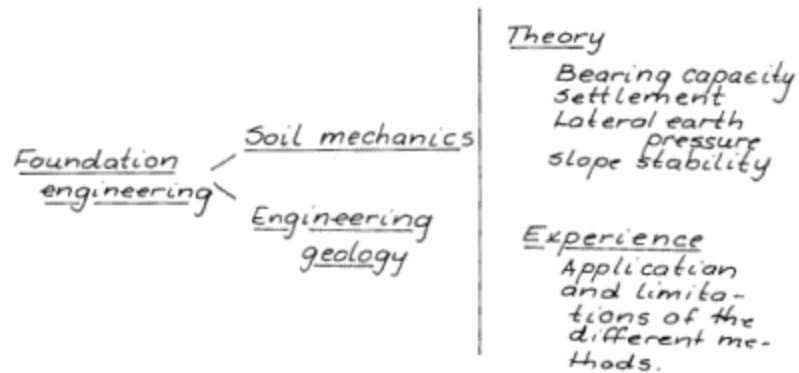 Foundation
engineering
Soil mechanics
Engineering
geology
Theory
Bearing capacity
Settlement
Lateral earth
pressure
Slope stability
Experience
Application
and limita-
tions of the
different me-
thods.